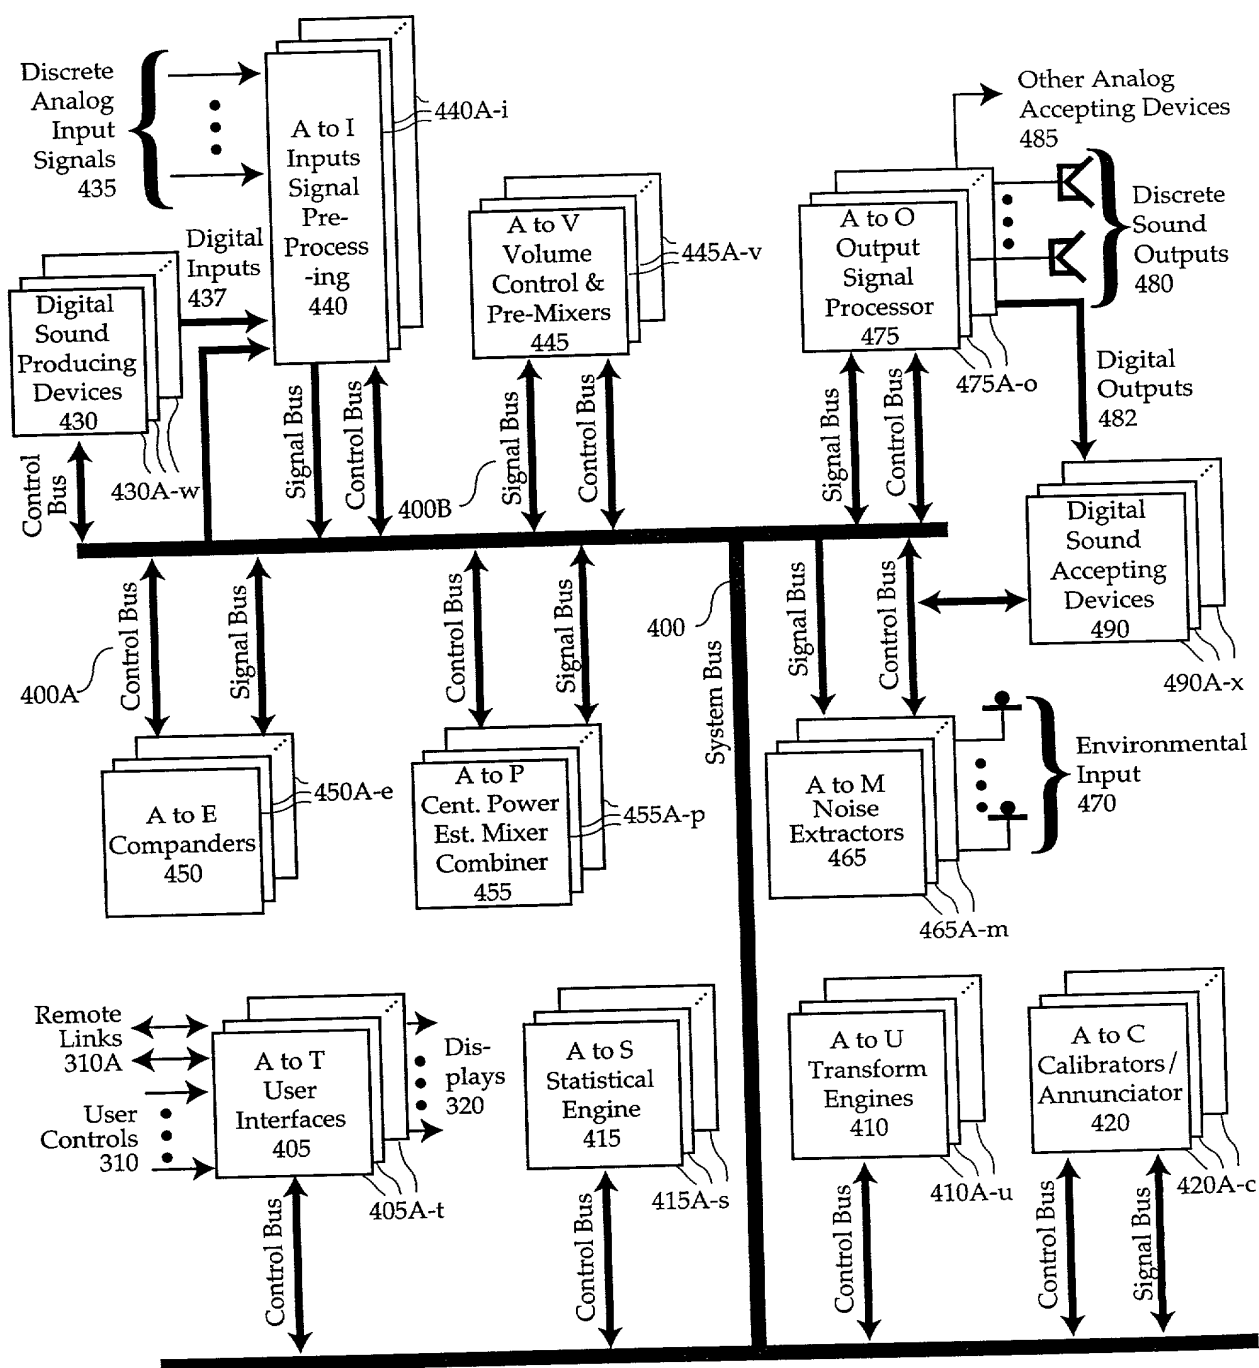 Discrete
Analog
Input
Signals
435
A to I
Inputs
Signal
Pre-
Process
-ing
440
440A-i
Digital
Inputs
437
Digital
Sound
Producing
Devices
430
430A-w
Control
Bus
Signal Bus
Control Bus
A to V
Volume
Control &
Pre-Mixers
445
445A-v
400B
Signal Bus
Control Bus
Other Analog
Accepting Devices
485
A to O
Output
Signal
Processor
475
475A-o
Discrete
Sound
Outputs
480
Digital
Outputs
482
Signal Bus
Control Bus
Digital
Sound
Accepting
Devices
490
490A-x
400A
Control Bus
Signal Bus
A to E
Companders
450
450A-e
Control Bus
Signal Bus
A to P
Cent. Power
Est. Mixer
Combiner
455
455A-p
400
System Bus
Signal Bus
Control Bus
A to M
Noise
Extractors
465
465A-m
Environmental
Input
470
Remote
Links
310A
User
Controls
310
A to T
User
Interfaces
405
405A-t
Dis-
plays
320
Control Bus
A to S
Statistical
Engine
415
415A-s
Control Bus
A to U
Transform
Engines
410
410A-u
Control Bus
A to C
Calibrators/
Annunciator
420
420A-c
Control Bus
Signal Bus